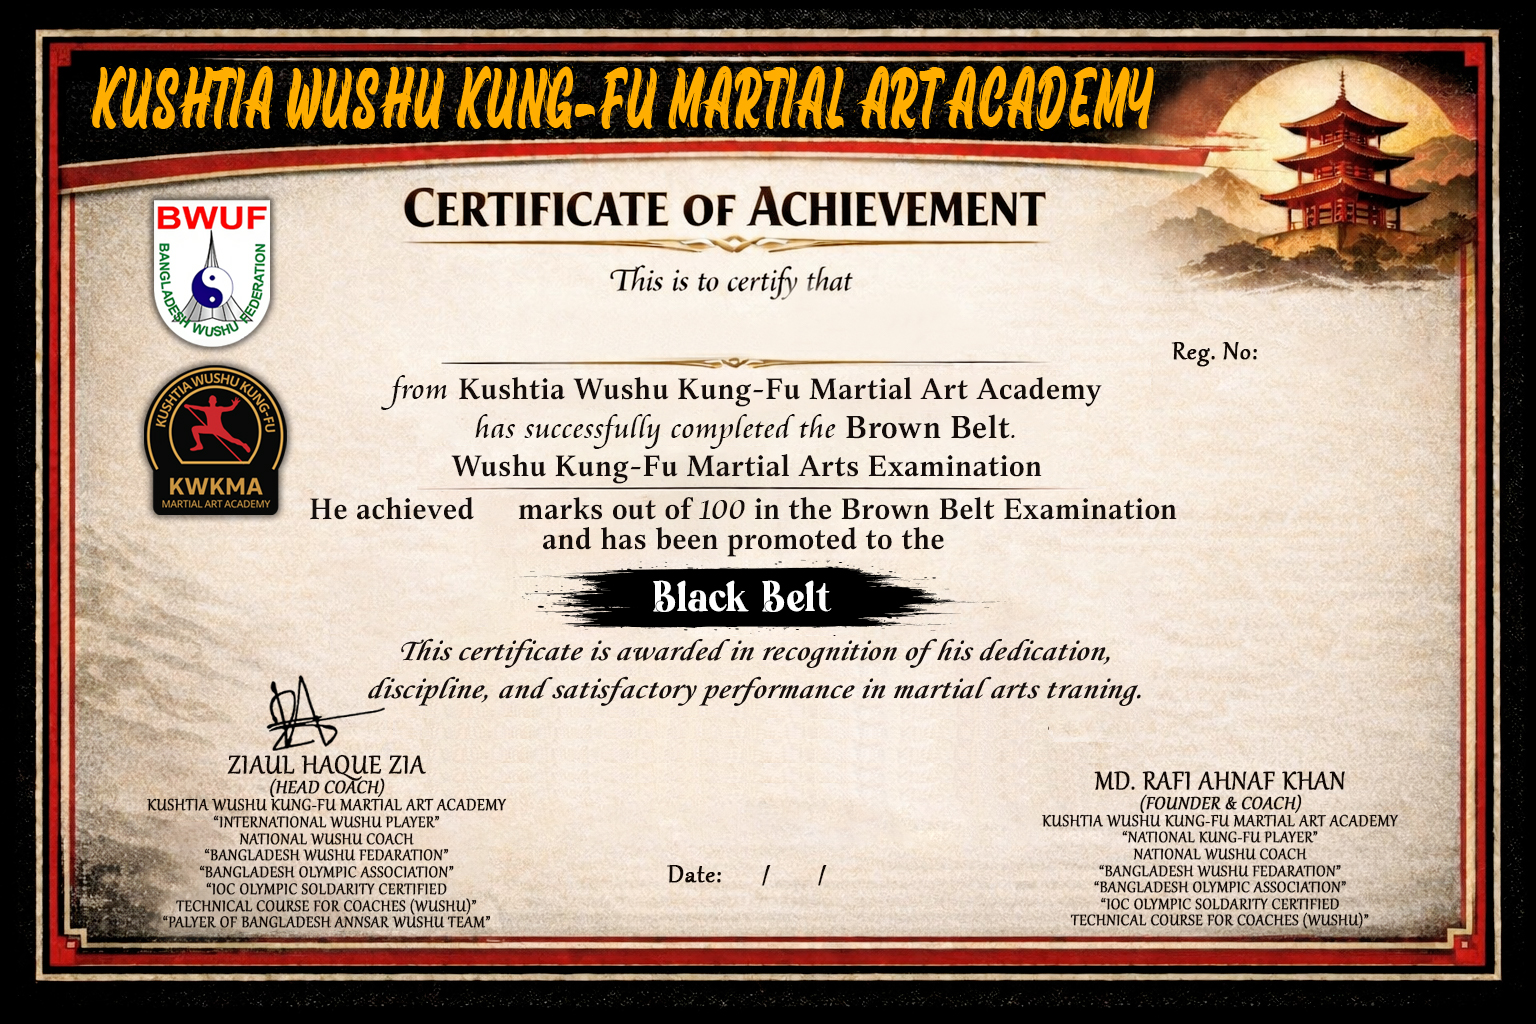 KUSHTIA WUSHU KUNG-FU MARTIAL ART ACADEMY
CERTIFICATE OF ACHIEVEMENT
This is to certify that
BWUF
BANGLADESH WUSHU FEDERATION
Reg. No:
KUSHTIA WUSHU KUNG-FU
KWKMA
MARTIAL ART ACADEMY
from Kushtia Wushu Kung-Fu Martial Art Academy
has successfully completed the Brown Belt.
Wushu Kung-Fu Martial Arts Examination
He achieved marks out of 100 in the Brown Belt Examination
and has been promoted to the
Black Belt
This certificate is awarded in recognition of his dedication,
discipline, and satisfactory performance in martial arts traning.
ZIAUL HAQUE ZIA
(HEAD COACH)
KUSHTIA WUSHU KUNG-FU MARTIAL ART ACADEMY
“INTERNATIONAL WUSHU PLAYER”
NATIONAL WUSHU COACH
“BANGLADESH WUSHU FEDARATION”
“BANGLADESH OLYMPIC ASSOCIATION”
“IOC OLYMPIC SOLDARITY CERTIFIED
TECHNICAL COURSE FOR COACHES (WUSHU)”
“PALYER OF BANGLADESH ANNSAR WUSHU TEAM”
Date: / /
MD. RAFI AHNAF KHAN
(FOUNDER & COACH)
KUSHTIA WUSHU KUNG-FU MARTIAL ART ACADEMY
“NATIONAL KUNG-FU PLAYER”
NATIONAL WUSHU COACH
“BANGLADESH WUSHU FEDARATION”
“BANGLADESH OLYMPIC ASSOCIATION”
“IOC OLYMPIC SOLDARITY CERTIFIED
TECHNICAL COURSE FOR COACHES (WUSHU)”